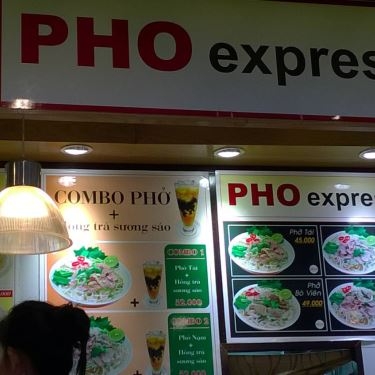 PHO expres
COMBO PHỞ
+
Hồng trà sương sáo
COMBO 1
Phở Tái
+
Hồng trà
sương sáo
52.000
COMBO 2
Phở Nạm
+
Hồng trà
sương sáo
PHO expre
Phở Tái
45.000
Phở
Bò Viên
49.000